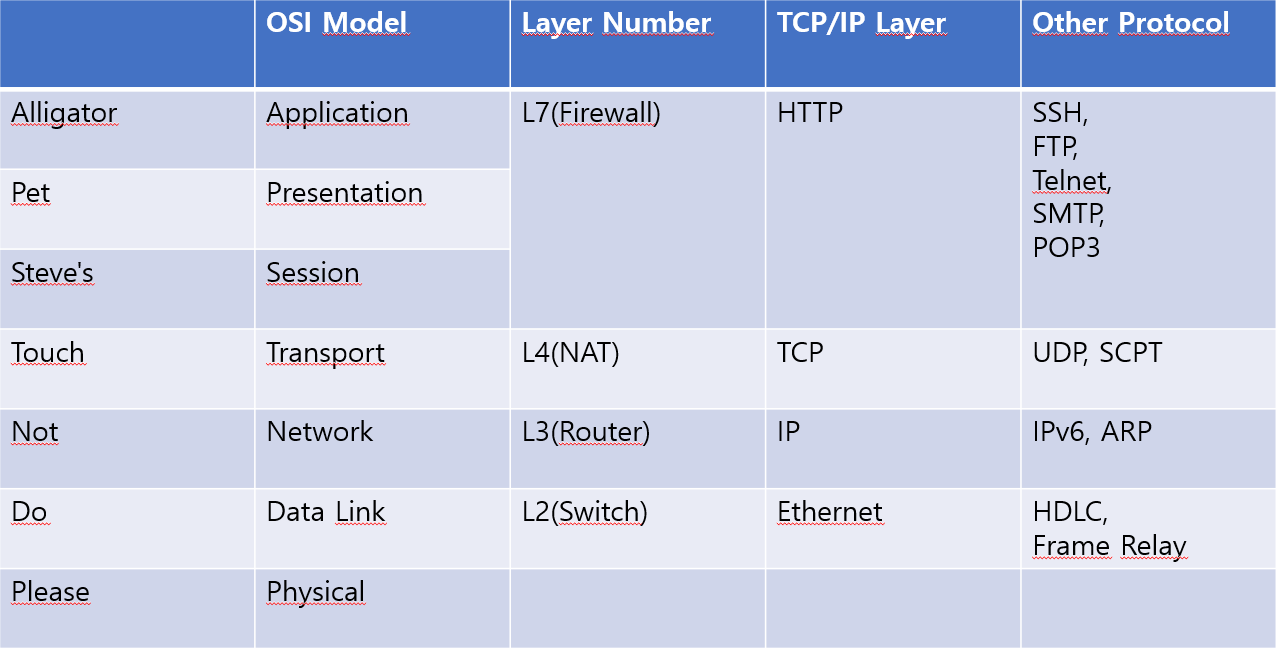 OSI Model Layer Number TCP/IP Layer Other Protocol
Alligator Application L7(Firewall) HTTP SSH,
FTP,
Telnet,
SMTP,
POP3
Pet Presentation
Steve's Session
Touch Transport L4(NAT) TCP UDP, SCPT
Not Network L3(Router) IP IPv6, ARP
Do Data Link L2(Switch) Ethernet HDLC,
Frame Relay
Please Physical